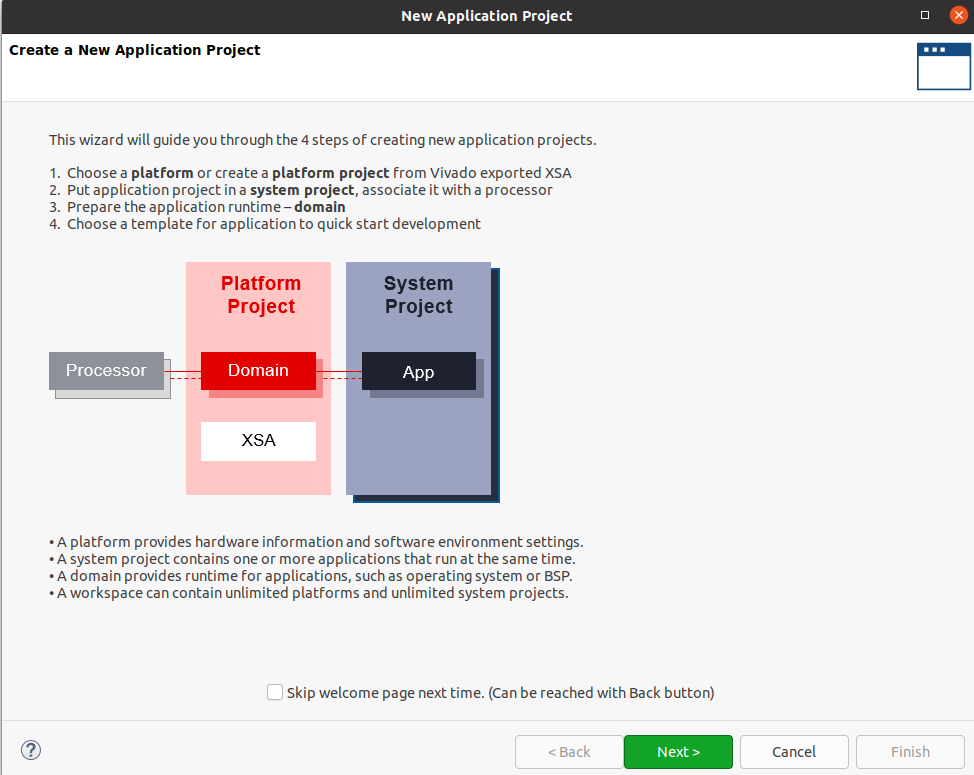 New Application Project
Create a New Application Project
This wizard will guide you through the 4 steps of creating new application projects.
1. Choose a platform or create a platform project from Vivado exported XSA
2. Put application project in a system project, associate it with a processor
3. Prepare the application runtime – domain
4. Choose a template for application to quick start development
Platform
Project
System
Project
Processor
Domain
App
XSA
• A platform provides hardware information and software environment settings.
• A system project contains one or more applications that run at the same time.
• A domain provides runtime for applications, such as operating system or BSP.
• A workspace can contain unlimited platforms and unlimited system projects.
Skip welcome page next time. (Can be reached with Back button)
?
< Back
Next >
Cancel
Finish